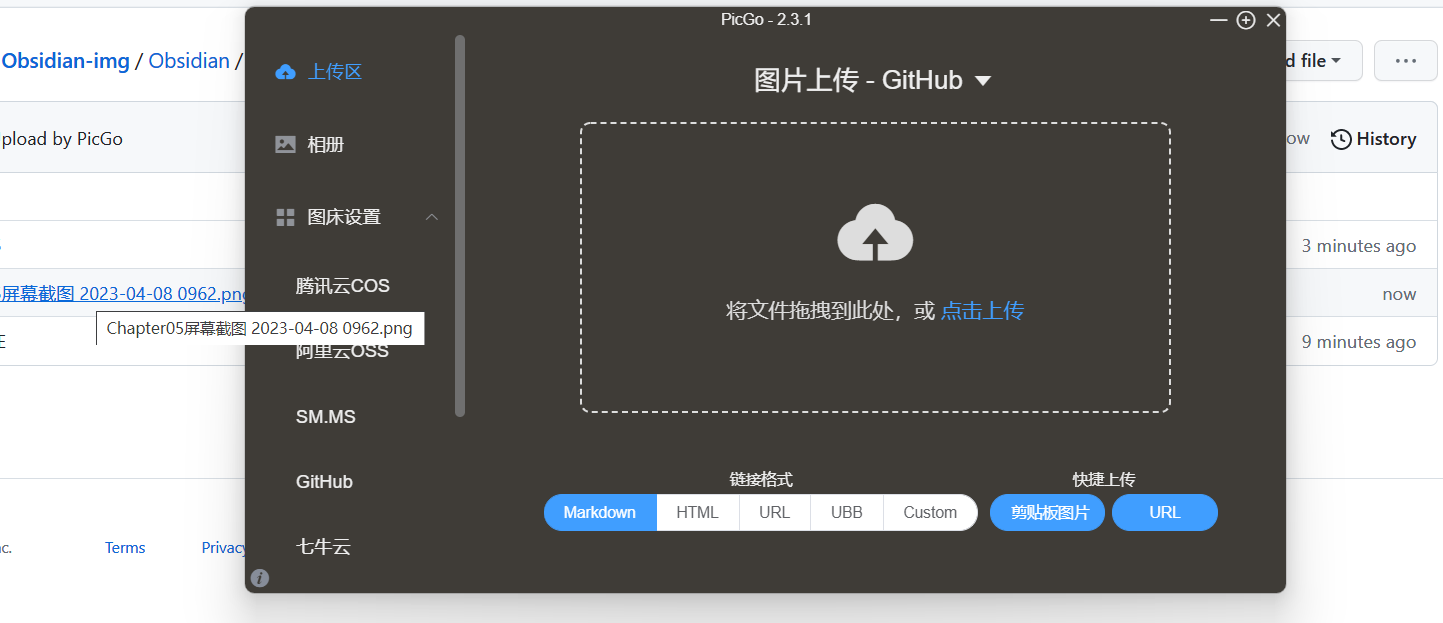 PicGo - 2.3.1
Obsidian-img / Obsidian /
上传区
图片上传 - GitHub
d file
pload by PicGo
相册
ow
History
图床设置
3 minutes ago
腾讯云COS
屏幕截图 2023-04-08 0962.png
now
将文件拖拽到此处，或 点击上传
Chapter05屏幕截图 2023-04-08 0962.png
阿里云OSS
9 minutes ago
SM.MS
GitHub
链接格式
快捷上传
Markdown HTML URL UBB Custom
剪贴板图片 URL
七牛云
c.
Terms
Privacy